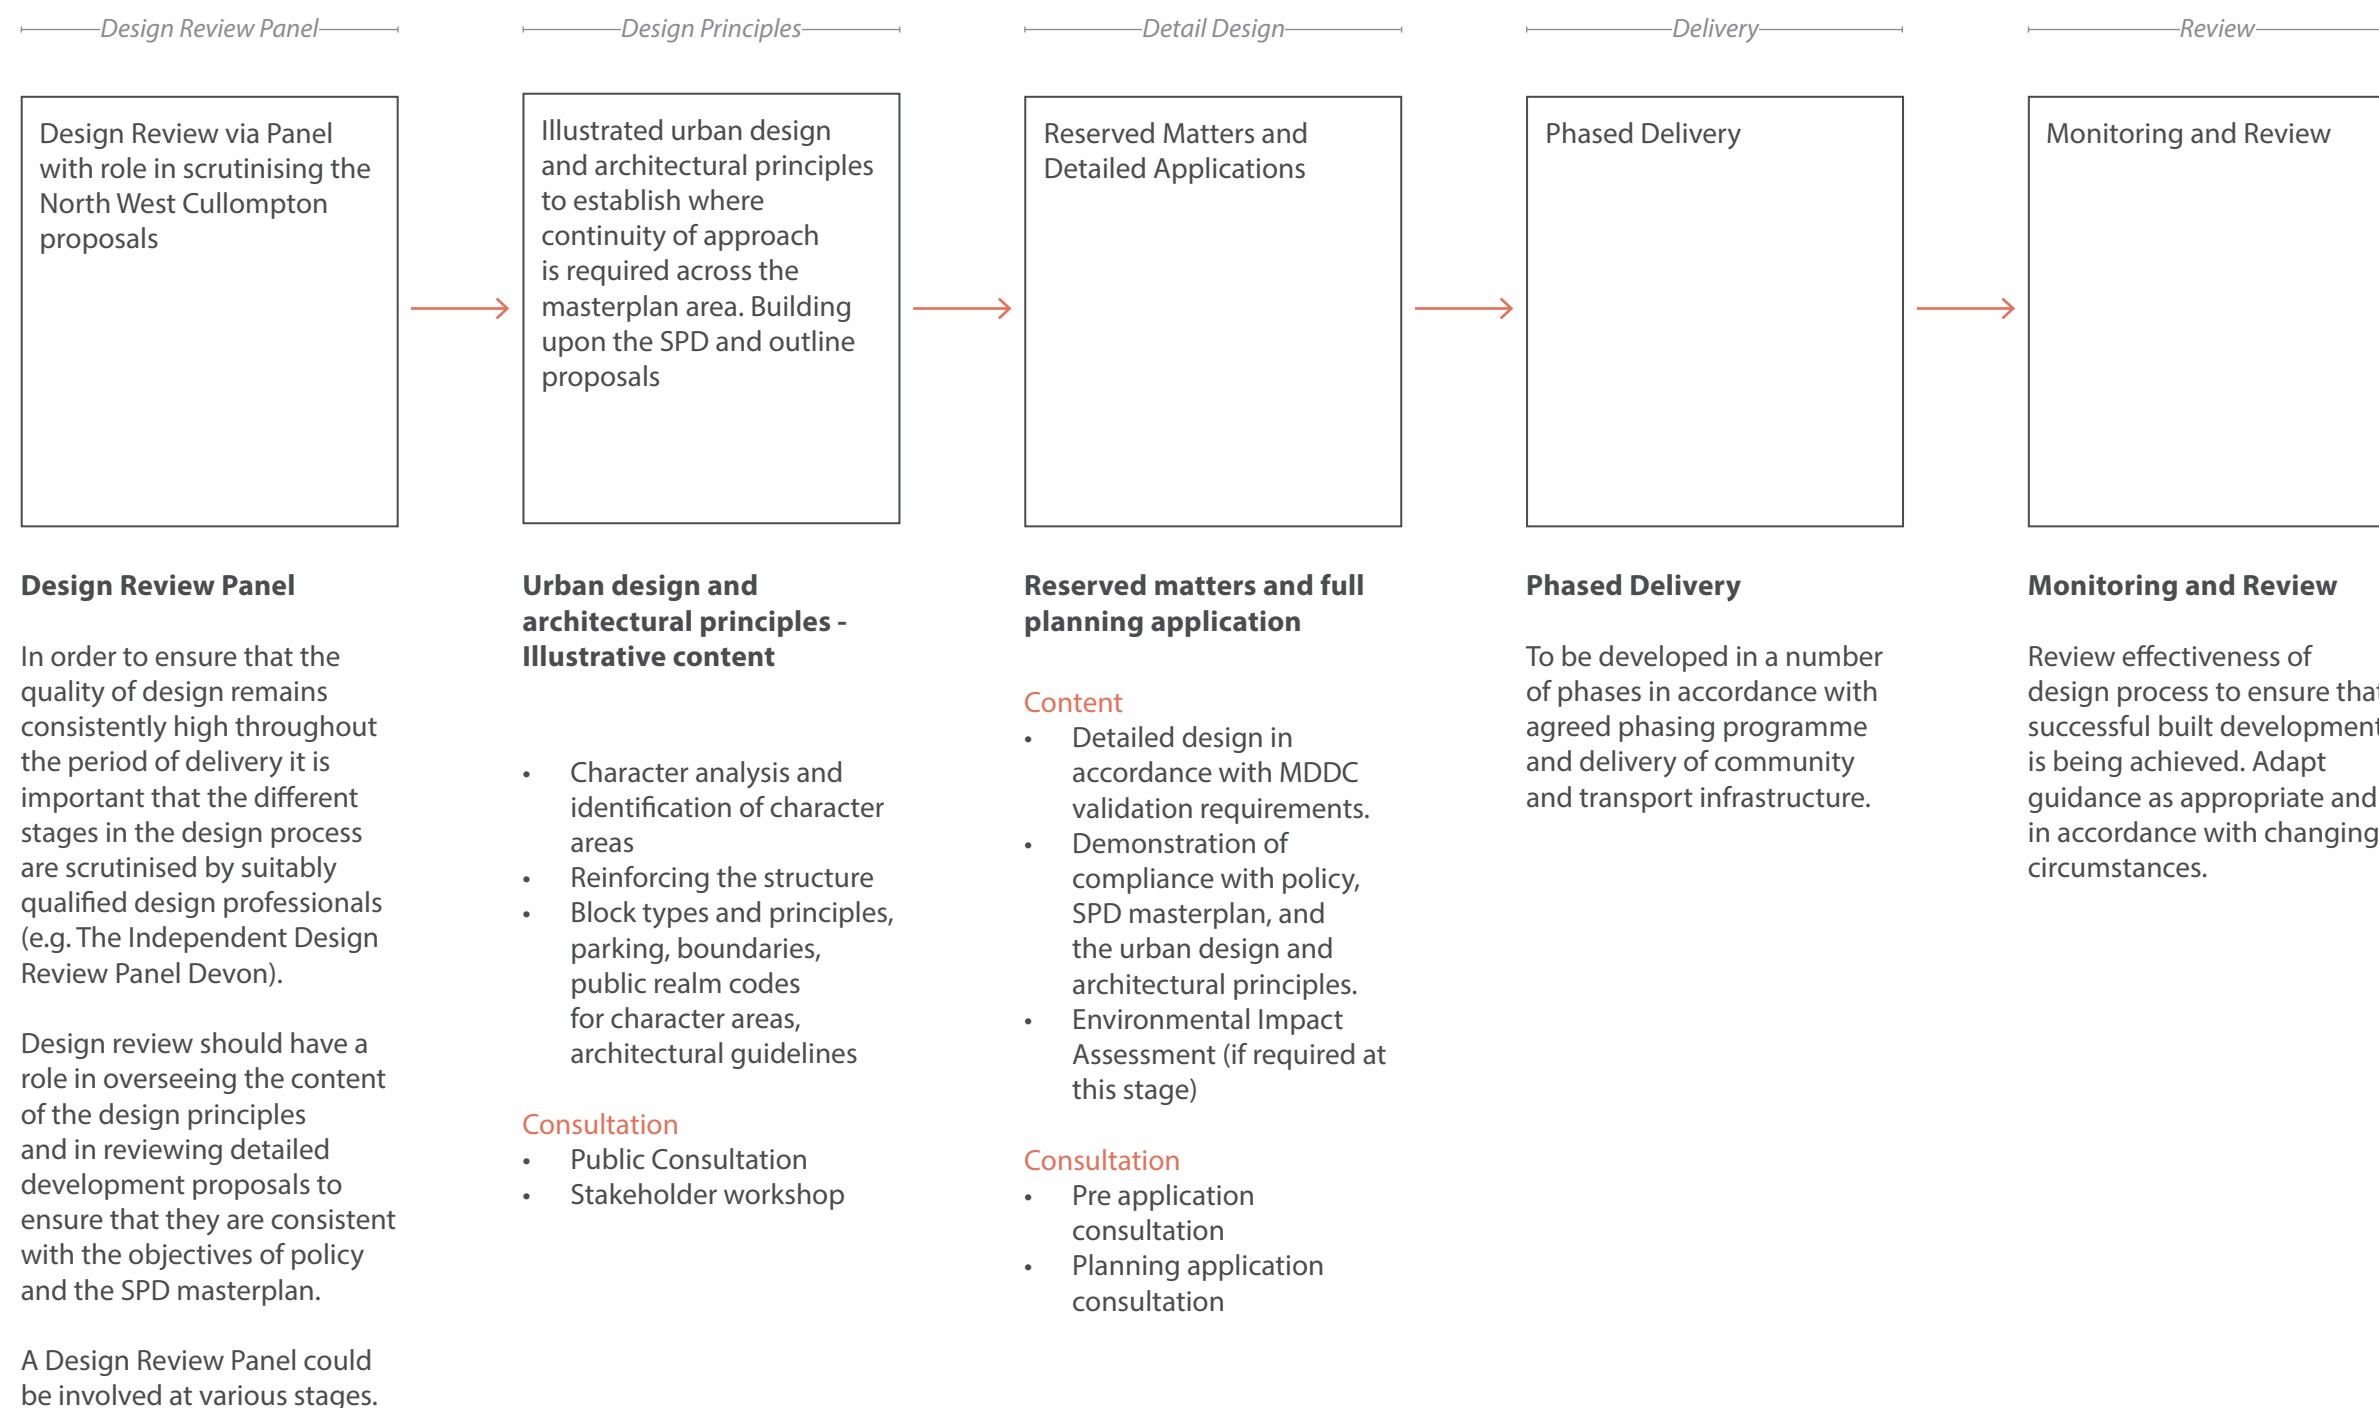 Design Review Panel
Design Principles
Detail Design
Delivery
Review
Design Review via Panel
with role in scrutinising the
North West Cullompton
proposals
Illustrated urban design
and architectural principles
to establish where
continuity of approach
is required across the
masterplan area. Building
upon the SPD and outline
proposals
Reserved Matters and
Detailed Applications
Phased Delivery
Monitoring and Review
Design Review Panel
In order to ensure that the
quality of design remains
consistently high throughout
the period of delivery it is
important that the different
stages in the design process
are scrutinised by suitably
qualified design professionals
(e.g. The Independent Design
Review Panel Devon).
Design review should have a
role in overseeing the content
of the design principles
and in reviewing detailed
development proposals to
ensure that they are consistent
with the objectives of policy
and the SPD masterplan.
A Design Review Panel could
be involved at various stages.
Urban design and
architectural principles -
Illustrative content
• Character analysis and
identification of character
areas
• Reinforcing the structure
• Block types and principles,
parking, boundaries,
public realm codes
for character areas,
architectural guidelines
Consultation
• Public Consultation
• Stakeholder workshop
Reserved matters and full
planning application
Content
• Detailed design in
accordance with MDDC
validation requirements.
• Demonstration of
compliance with policy,
SPD masterplan, and
the urban design and
architectural principles.
• Environmental Impact
Assessment (if required at
this stage)
Consultation
• Pre application
consultation
• Planning application
consultation
Phased Delivery
To be developed in a number
of phases in accordance with
agreed phasing programme
and delivery of community
and transport infrastructure.
Monitoring and Review
Review effectiveness of
design process to ensure that
successful built development
is being achieved. Adapt
guidance as appropriate and
in accordance with changing
circumstances.